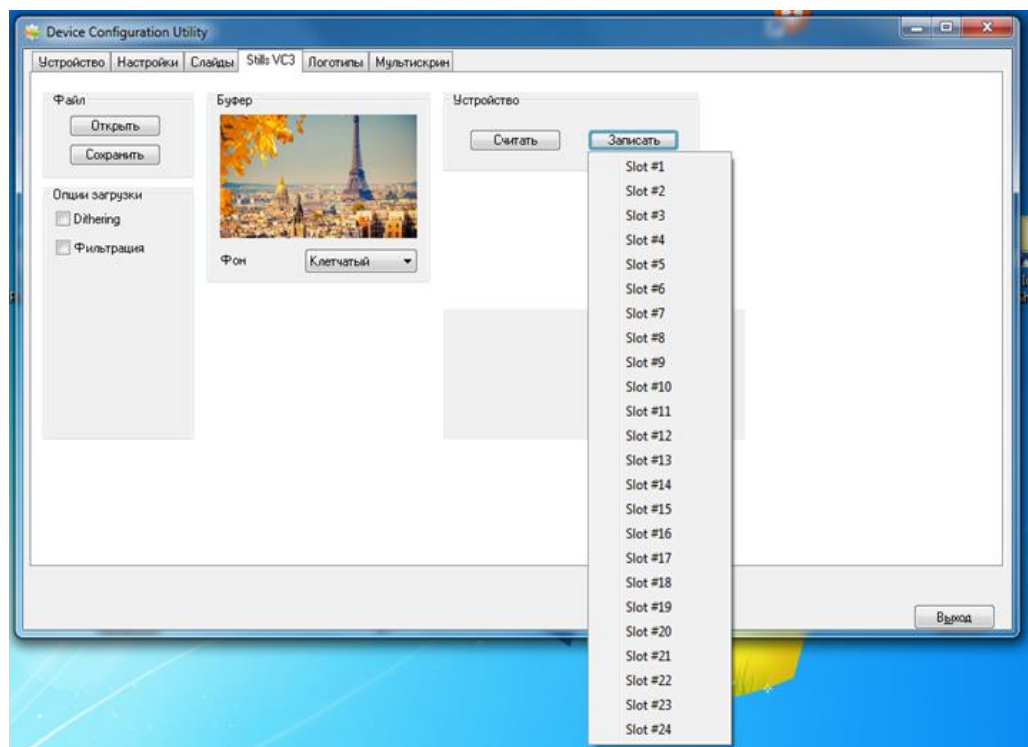 Device Configuration Utility
Устройство Настройки Слайды Stills VC3 Логотипы Мультискрин
Файл
Открыть
Сохранить
Опции загрузки
Dithering
Фильтрация
Буфер
Фон Клетчатый
Устройство
Считать Записать
Slot #1
Slot #2
Slot #3
Slot #4
Slot #5
Slot #6
Slot #7
Slot #8
Slot #9
Slot #10
Slot #11
Slot #12
Slot #13
Slot #14
Slot #15
Slot #16
Slot #17
Slot #18
Slot #19
Slot #20
Slot #21
Slot #22
Slot #23
Slot #24
Выход